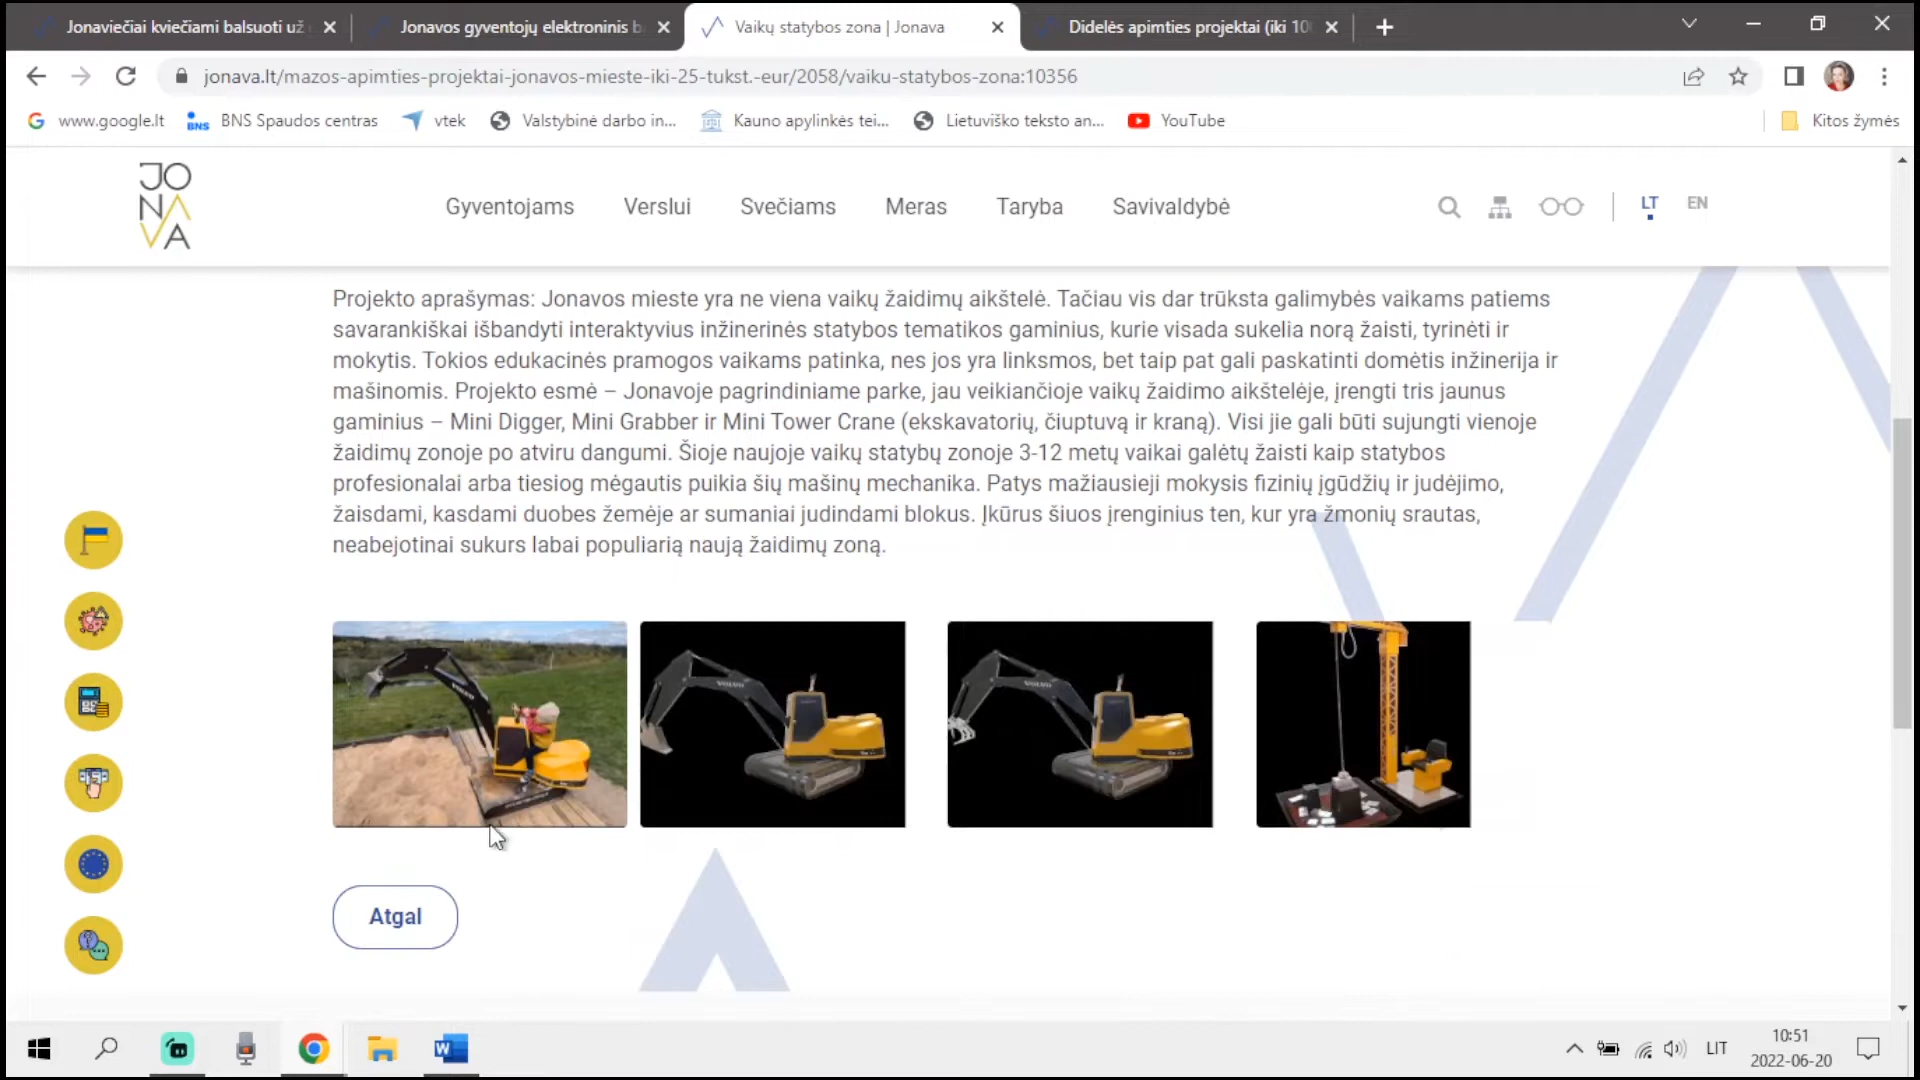 Jonaviečiai kviečiami balsuoti už
Jonavos gyventojų elektroninis b
Vaikų statybos zona | Jonava
Didelės apimties projektai (iki 10
jonava.lt/mazos-apimties-projektai-jonavos-mieste-iki-25-tukst.-eur/2058/vaiku-statybos-zona:10356
www.google.lt
BNS
BNS Spaudos centras
vtek
Valstybinė darbo in...
Kauno apylinkės tei...
Lietuviško teksto an...
YouTube
Kitos žymės
JO
NA
VA
Gyventojams
Verslui
Svečiams
Meras
Taryba
Savivaldybė
LT
EN
Projekto aprašymas: Jonavos mieste yra ne viena vaikų žaidimų aikštelė. Tačiau vis dar trūksta galimybės vaikams patiems
savarankiškai išbandyti interaktyvius inžinerinės statybos tematikos gaminius, kurie visada sukelia norą žaisti, tyrinėti ir
mokytis. Tokios edukacinės pramogos vaikams patinka, nes jos yra linksmos, bet taip pat gali paskatinti domėtis inžinerija ir
mašinomis. Projekto esmė – Jonavoje pagrindiniame parke, jau veikiančioje vaikų žaidimo aikštelėje, įrengti tris jaunus
gaminius – Mini Digger, Mini Grabber ir Mini Tower Crane (ekskavatorių, čiuptuvą ir kraną). Visi jie gali būti sujungti vienoje
žaidimų zonoje po atviru dangumi. Šioje naujoje vaikų statybų zonoje 3-12 metų vaikai galėtų žaisti kaip statybos
profesionalai arba tiesiog mėgautis puikia šių mašinų mechanika. Patys mažiausieji mokysis fizinių įgūdžių ir judėjimo,
žaisdami, kasdami duobes žemėje ar sumaniai judindami blokus. Įkūrus šiuos įrenginius ten, kur yra žmonių srautas,
neabejotinai sukurs labai populiarią naują žaidimų zoną.
VOLVO
VOLVO
VOLVO
Atgal
LIT
10:51
2022-06-20